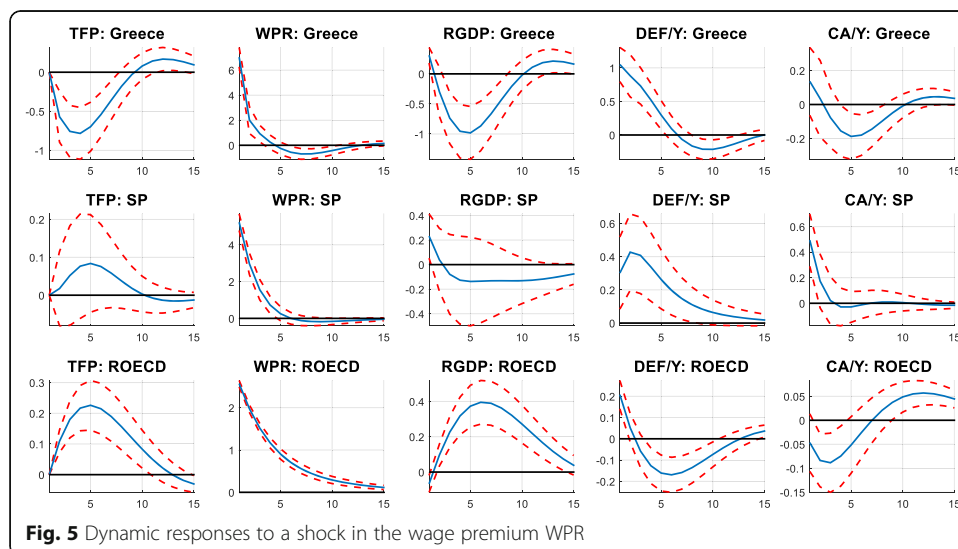 TFP: Greece WPR: Greece RGDP: Greece DEF/Y: Greece CA/Y: Greece
0 -0.5 -1 5 10 15
6 4 2 0 5 10 15
0 -1 5 10 15
1 0.5 0 5 10 15
0.2 0 -0.2 5 10 15
TFP: SP WPR: SP RGDP: SP DEF/Y: SP CA/Y: SP
0.2 0.1 0 5 10 15
4 2 0 5 10 15
0.4 0.2 0 -0.2 -0.4 5 10 15
0.6 0.4 0.2 0 5 10 15
0.6 0.4 0.2 0 5 10 15
TFP: ROECD WPR: ROECD RGDP: ROECD DEF/Y: ROECD CA/Y: ROECD
0.3 0.2 0.1 0 5 10 15
2 0 5 10 15
0.4 0.2 0 5 10 15
0.2 0.1 0 -0.1 -0.2 5 10 15
0.05 0 -0.05 -0.1 -0.15 5 10 15
Fig. 5 Dynamic responses to a shock in the wage premium WPR